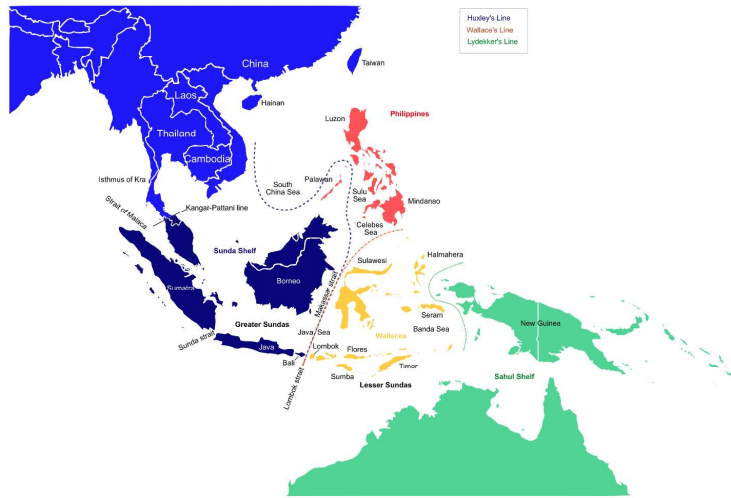 Huxley's Line
Wallace's Line
Lydekker's Line
China
Taiwan
Laos
Hainan
Luzon
Philippines
Thailand
Cambodia
Isthmus of Kra
South
China Sea
Palawan
Sulu
Sea
Mindanao
Strait of Malaca
Kangar-Pattani line
Celebes
Sea
Sunda Shelf
Sulawesi
Halmahera
Borneo
Makassar strait
Sumatra
Seram
New Guinea
Greater Sundas
Java Sea
Wallacea
Banda Sea
Sunda strait
Java
Lombok
Flores
Bali
Timor
Lombok strait
Sumba
Lesser Sundas
Sahul Shelf